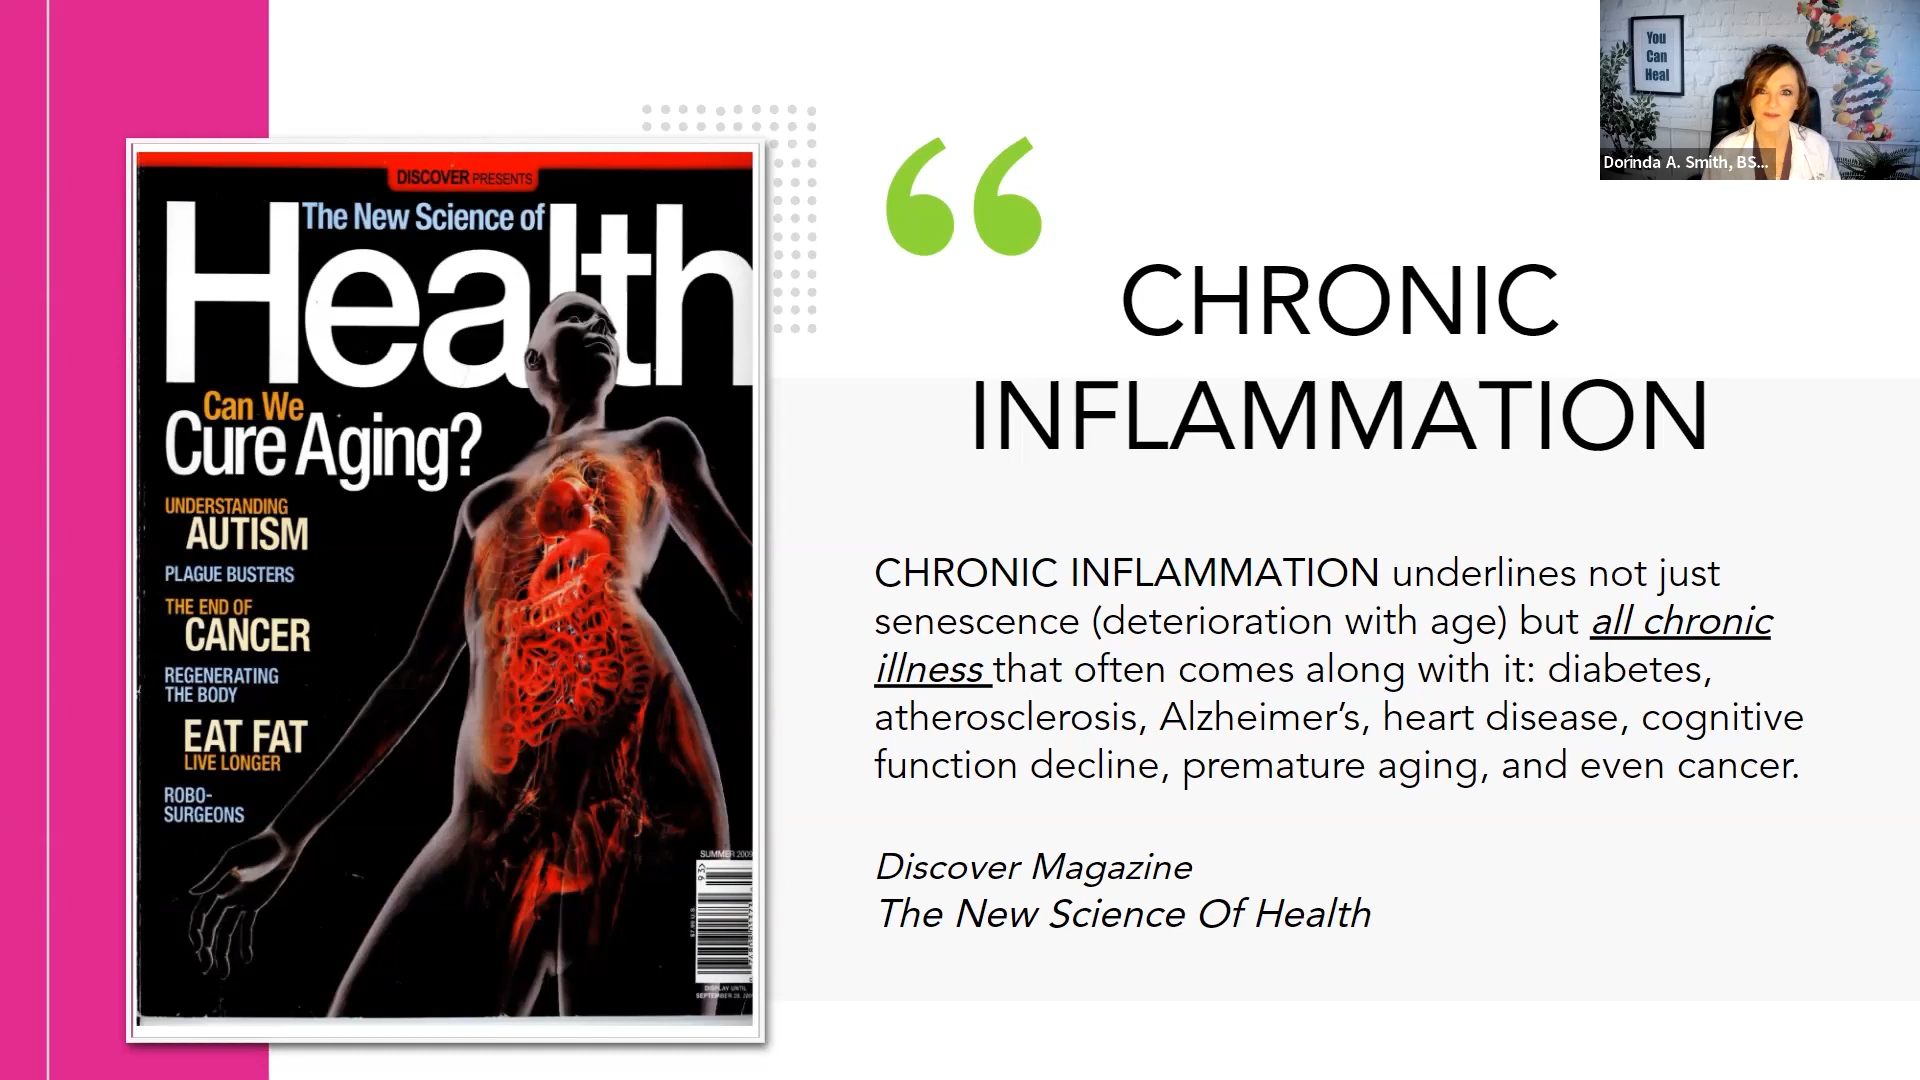 You
Can
Heal
Dorinda A. Smith, BS...
DISCOVER PRESENTS
The New Science of
Health
Can We
Cure Aging?
UNDERSTANDING
AUTISM
PLAGUE BUSTERS
THE END OF
CANCER
REGENERATING
THE BODY
EAT FAT
LIVE LONGER
ROBO-
SURGEONS
SUMMER 2009
DISPLAY UNTIL
“
CHRONIC
INFLAMMATION
CHRONIC INFLAMMATION underlines not just
senescence (deterioration with age) but all chronic
illness that often comes along with it: diabetes,
atherosclerosis, Alzheimer’s, heart disease, cognitive
function decline, premature aging, and even cancer.
Discover Magazine
The New Science Of Health